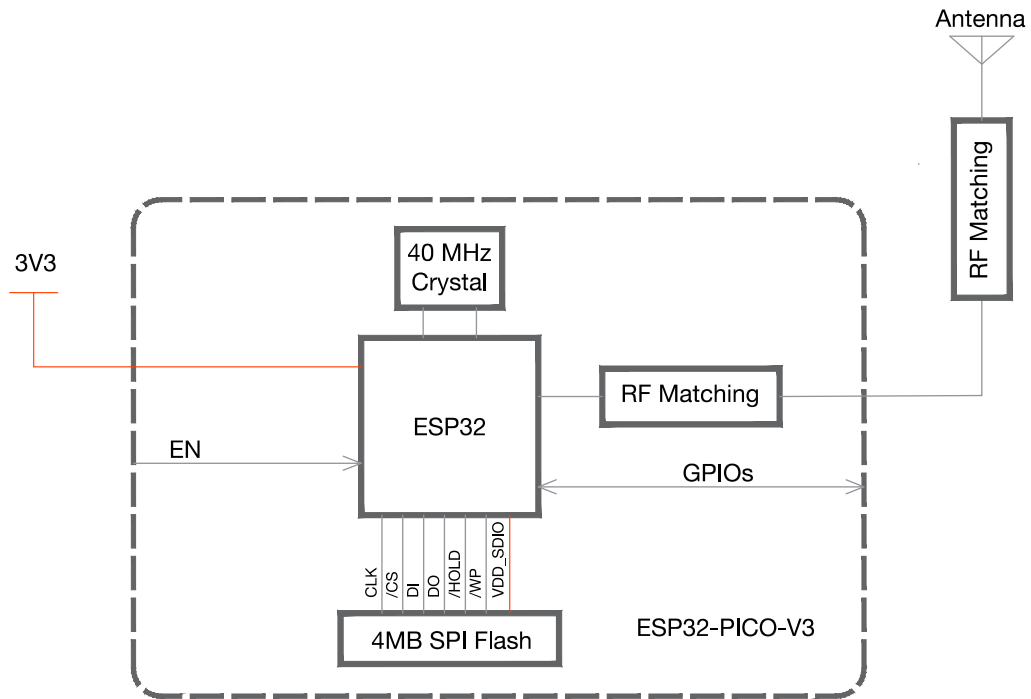 Antenna
RF Matching
3V3
40 MHz
Crystal
RF Matching
ESP32
EN
GPIOs
CLK
/CS
DI
DO
/HOLD
/WP
VDD_SDIO
4MB SPI Flash
ESP32-PICO-V3